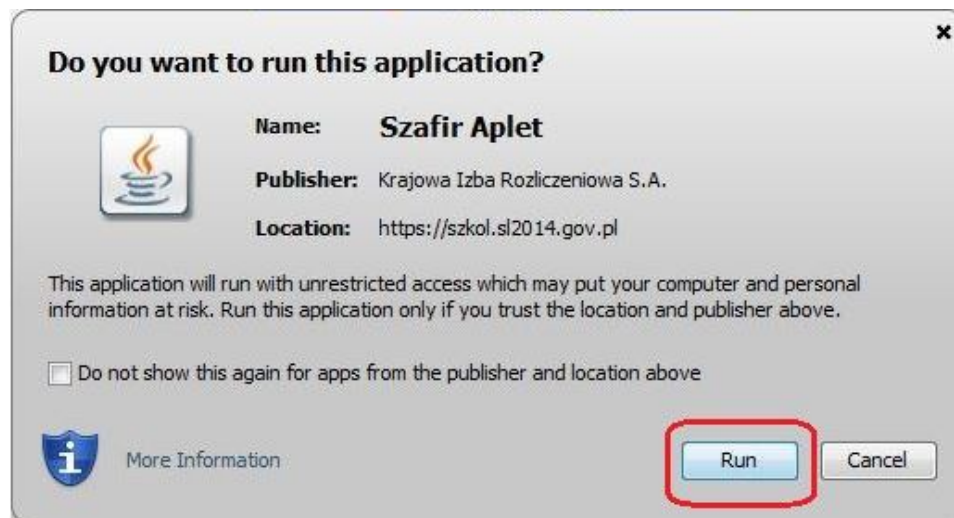 Do you want to run this application?
Name: Szafir Aplet
Publisher: Krajowa Izba Rozliczeniowa S.A.
Location: https://szkol.sl2014.gov.pl
This application will run with unrestricted access which may put your computer and personal
information at risk. Run this application only if you trust the location and publisher above.
Do not show this again for apps from the publisher and location above
More Information
Run
Cancel